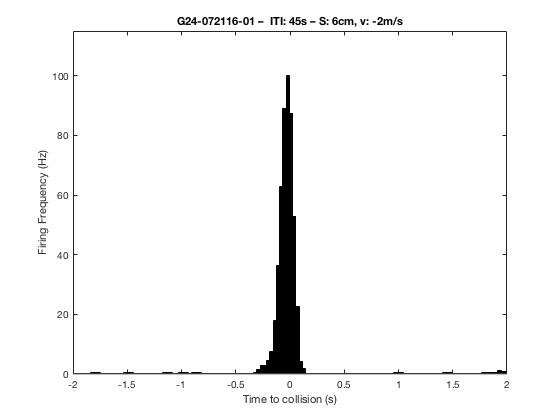 G24-072116-01 – ITI: 45s – S: 6cm, v: -2m/s
Firing Frequency (Hz)
100
80
60
40
20
0
-2 -1.5 -1 -0.5 0 0.5 1 1.5 2
Time to collision (s)